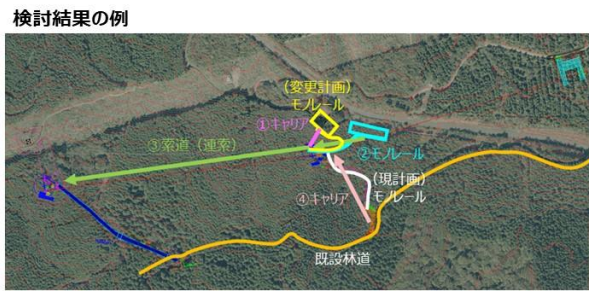 検討結果の例
(変更計画)
モノレール
①キャリア
③索道（連索）
②モノレール
(現計画)
モノレール
④キャリア
既設林道